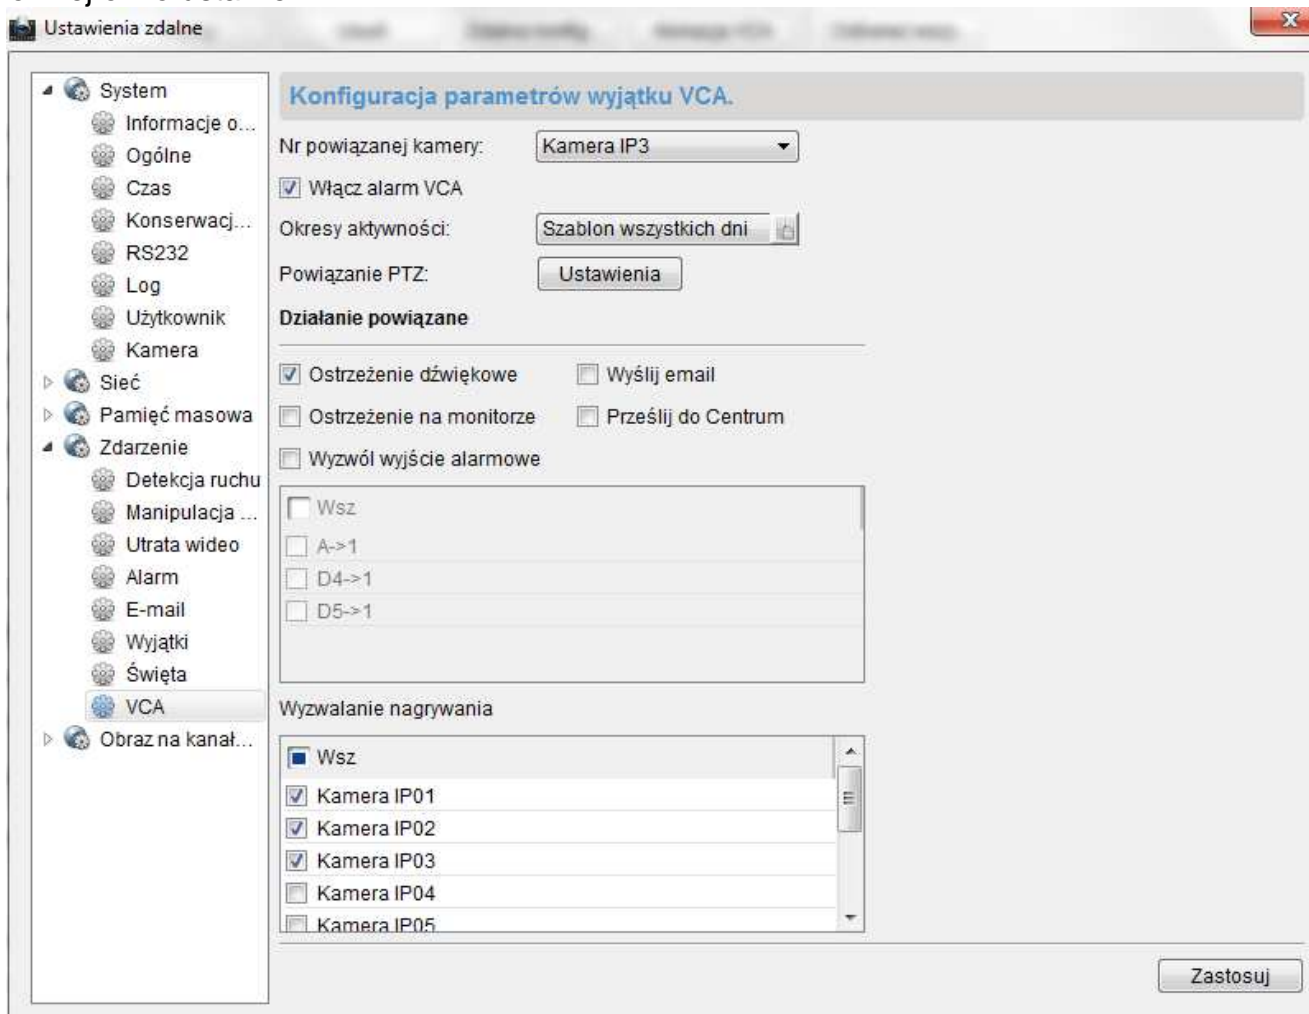 Ustawienia zdalne
System
Informacje o...
Ogólne
Czas
Konserwacj...
RS232
Log
Użytkownik
Kamera
Sieć
Pamięć masowa
Zdarzenie
Detekcja ruchu
Manipulacja ...
Utrata wideo
Alarm
E-mail
Wyjątki
Święta
VCA
Obraz na kanał...
Konfiguracja parametrów wyjątku VCA.
Nr powiązanej kamery: Kamera IP3
Włącz alarm VCA
Okresy aktywności: Szablon wszystkich dni
Powiązanie PTZ: Ustawienia
Działanie powiązane
Ostrzeżenie dźwiękowe Wyślij email
Ostrzeżenie na monitorze Prześlij do Centrum
Wyzwól wyjście alarmowe
Wsz
A->1
D4->1
D5->1
Wyzwalanie nagrywania
Wsz
Kamera IP01
Kamera IP02
Kamera IP03
Kamera IP04
Kamera IP05
Zastosuj